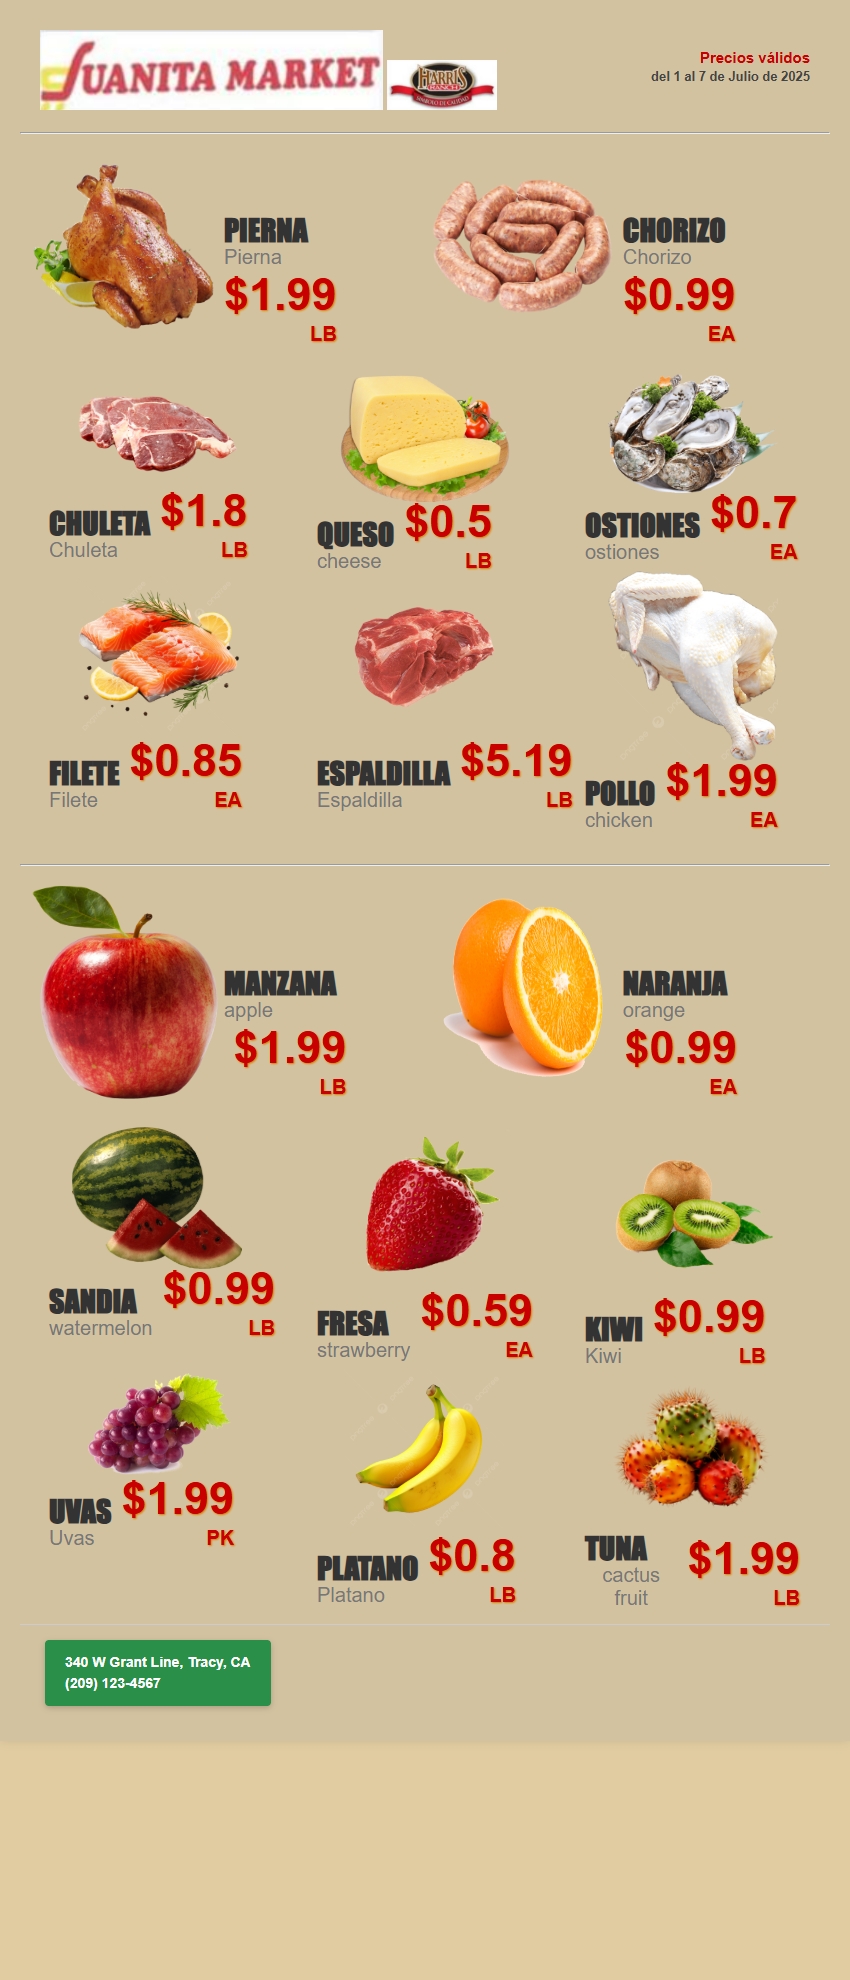 JUANITA MARKET
HARRIS
RANCH
SÍMBOLO DE CALIDAD
Precios válidos
del 1 al 7 de Julio de 2025
PIERNA
Pierna
$1.99
LB
CHORIZO
Chorizo
$0.99
EA
CHULETA
Chuleta
$1.8
LB
QUESO
cheese
$0.5
LB
OSTIONES
ostiones
$0.7
EA
FILETE
Filete
$0.85
EA
ESPALDILLA
Espaldilla
$5.19
LB
POLLO
chicken
$1.99
EA
MANZANA
apple
$1.99
LB
NARANJA
orange
$0.99
EA
SANDIA
watermelon
$0.99
LB
FRESA
strawberry
$0.59
EA
KIWI
Kiwi
$0.99
LB
UVAS
Uvas
$1.99
PK
PLATANO
Platano
$0.8
LB
TUNA
cactus
fruit
$1.99
LB
340 W Grant Line, Tracy, CA
(209) 123-4567